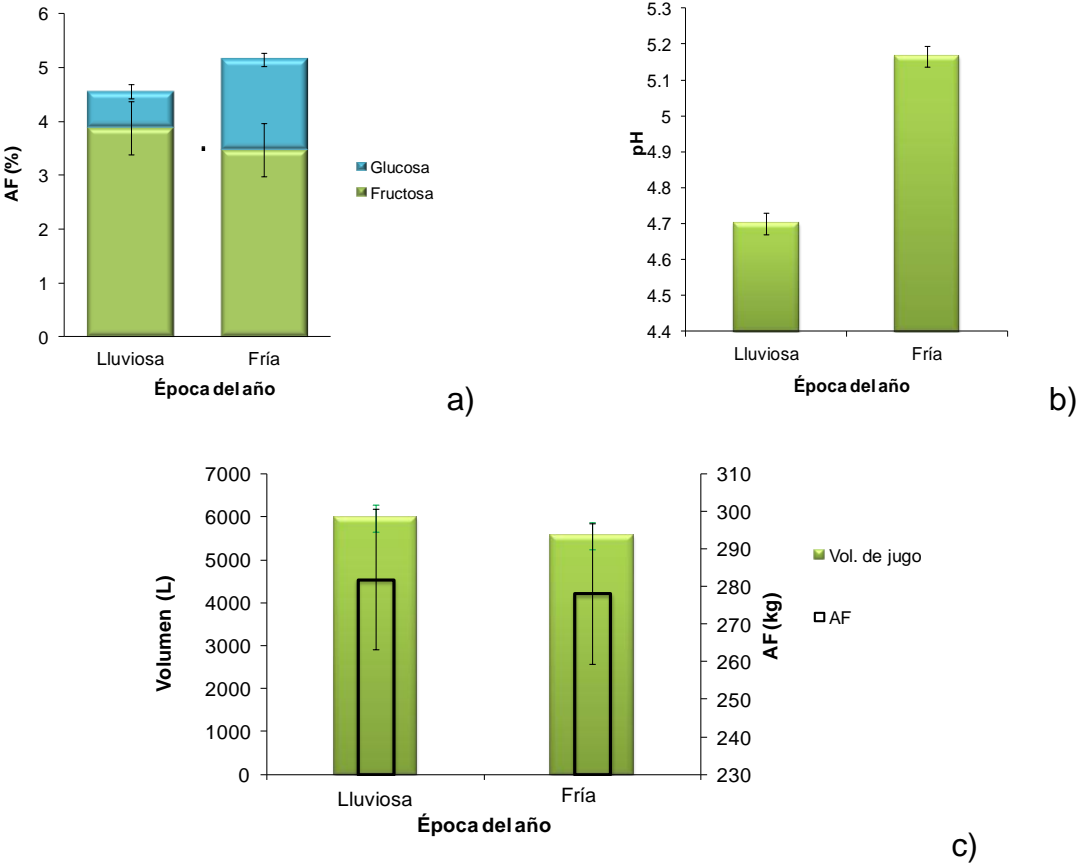 6
5
4
3
2
1
0
AF (%)
Lluviosa Fría
Época del año
Glucosa
Fructosa
a)
5.3
5.2
5.1
5
4.9
4.8
4.7
4.6
4.5
4.4
pH
Lluviosa Fría
Época del año
b)
7000
6000
5000
4000
3000
2000
1000
0
Volumen (L)
310
300
290
280
270
260
250
240
230
AF (kg)
Lluviosa Fría
Época del año
Vol. de jugo
AF
c)